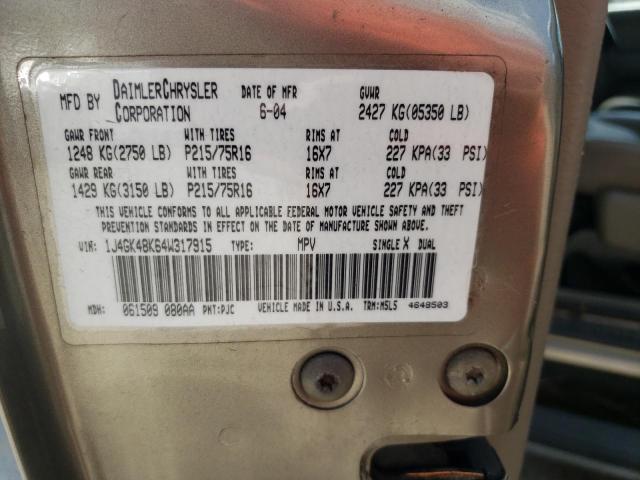 MFD BY DAIMLERCHRYSLER CORPORATION DATE OF MFR 6-04 GVWR 2427 KG(05350 LB)
GAWR FRONT WITH TIRES RIMS AT COLD
1248 KG(2750 LB) P215/75R16 16X7 227 KPA(33 PSI)
GAWR REAR WITH TIRES RIMS AT COLD
1429 KG(3150 LB) P215/75R16 16X7 227 KPA(33 PSI)
THIS VEHICLE CONFORMS TO ALL APPLICABLE FEDERAL MOTOR VEHICLE SAFETY AND THEFT
PREVENTION STANDARDS IN EFFECT ON THE DATE OF MANUFACTURE SHOWN ABOVE.
VIN: 1J4GK48K64W317915 TYPE: MPV SINGLE X DUAL
MDH: 061509 080AA PNT:PJC VEHICLE MADE IN U.S.A. TRM:MSL5 4648503